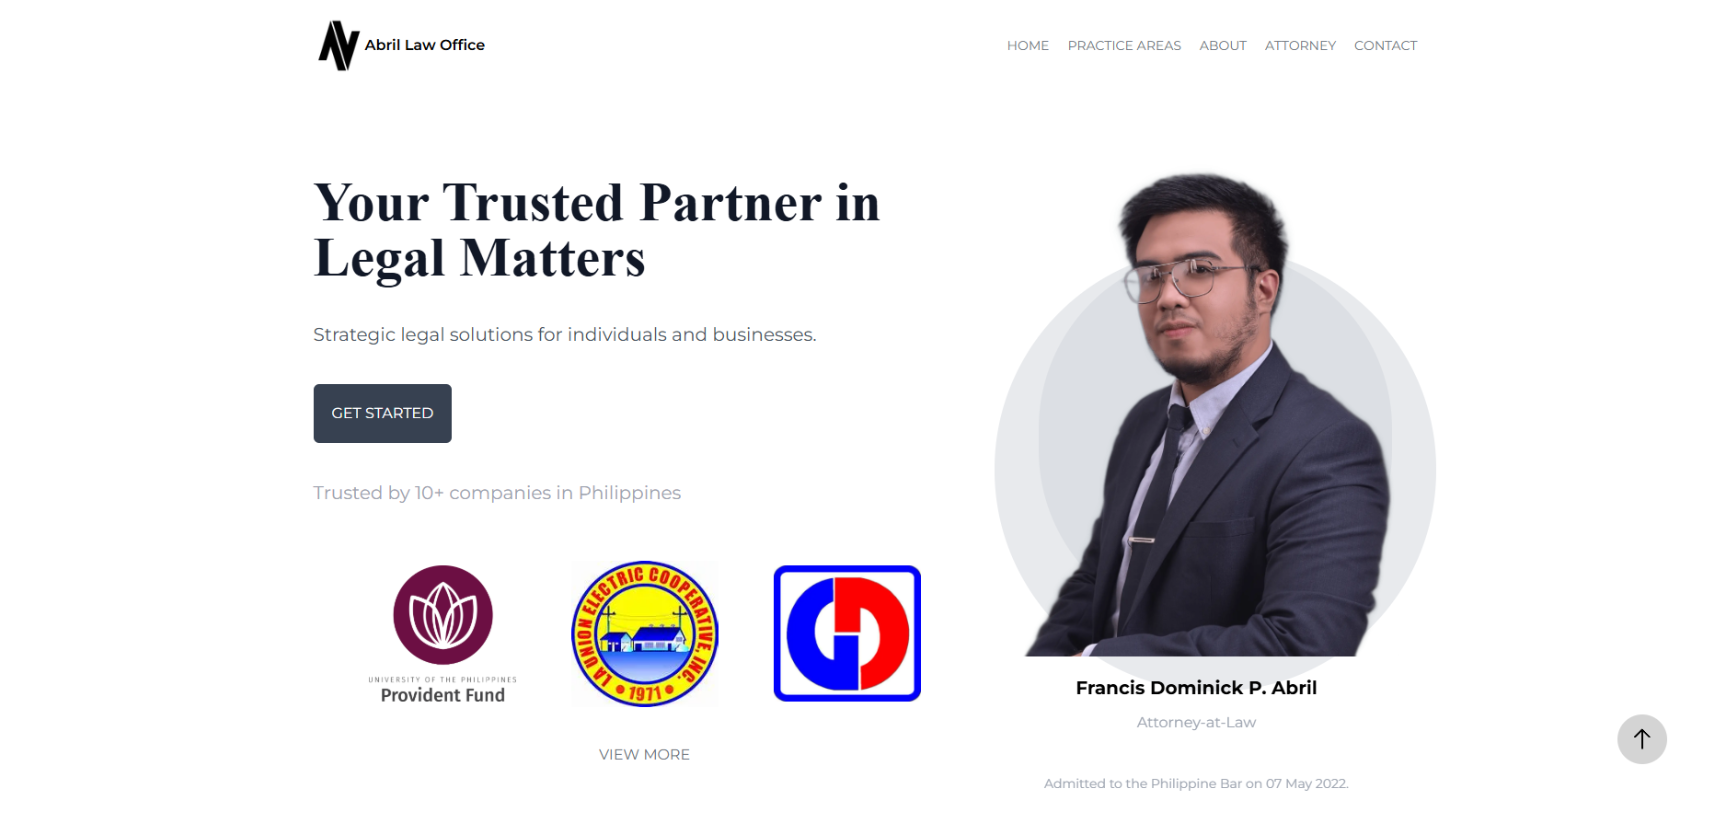 Abril Law Office
HOME PRACTICE AREAS ABOUT ATTORNEY CONTACT
Your Trusted Partner in
Legal Matters
Strategic legal solutions for individuals and businesses.
GET STARTED
Trusted by 10+ companies in Philippines
UNIVERSITY OF THE PHILIPPINES
Provident Fund
LA UNION ELECTRIC COOPERATIVE, INC.
1971
VIEW MORE
Francis Dominick P. Abril
Attorney-at-Law
Admitted to the Philippine Bar on 07 May 2022.